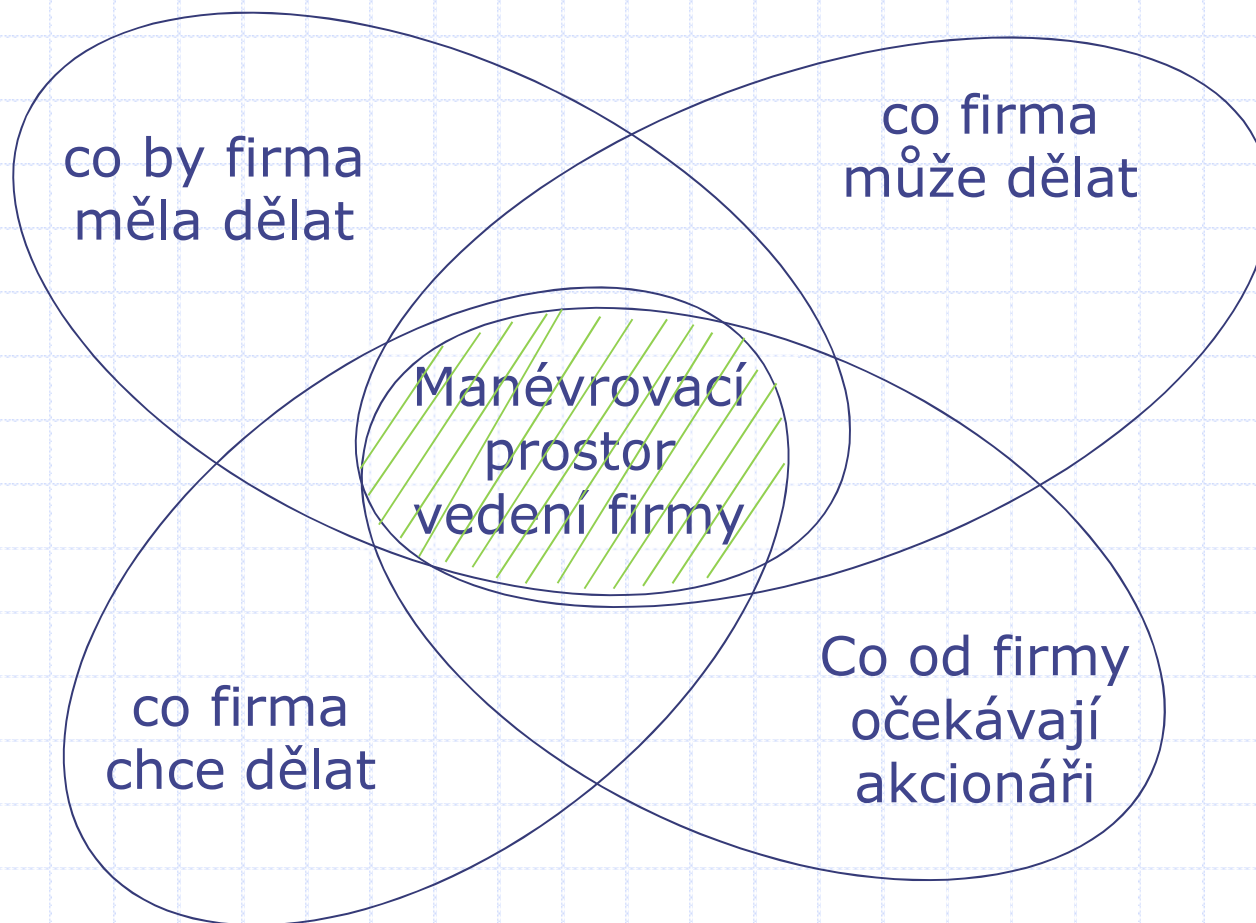 co by firma
měla dělat
co firma
může dělat
Manévrovací
prostor
vedení firmy
co firma
chce dělat
Co od firmy
očekávají
akcionáři